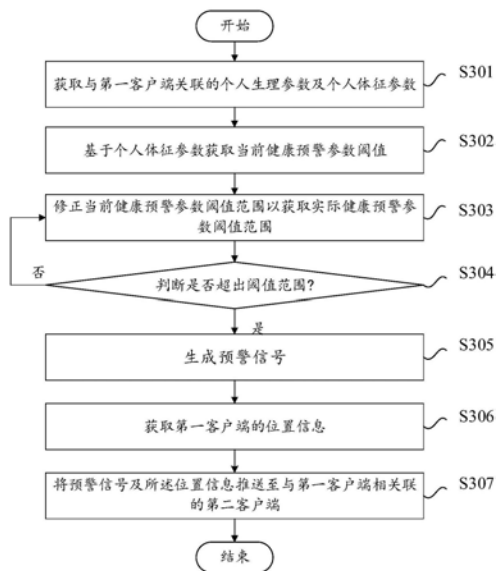 开始
获取与第一客户端关联的个人生理参数及个人体征参数
S301
基于个人体征参数获取当前健康预警参数阈值
S302
修正当前健康预警参数阈值范围以获取实际健康预警参
数阈值范围
S303
否
判断是否超出阈值范围?
S304
是
生成预警信号
S305
获取第一客户端的位置信息
S306
将预警信号及所述位置信息推送至与第一客户端相关联
的第二客户端
S307
结束